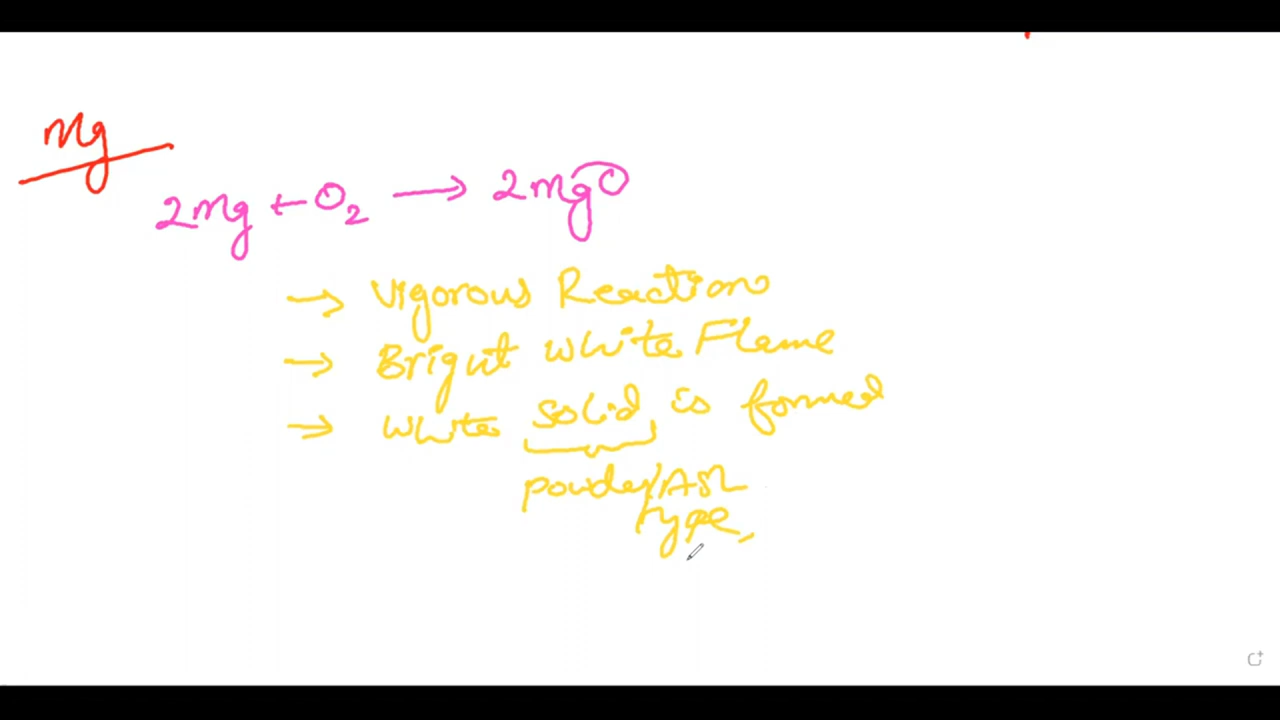 Mg
2Mg + O2 → 2MgO
→ Vigorous Reaction
→ Bright white Flame
→ white solid is formed
powder/Ash
type,